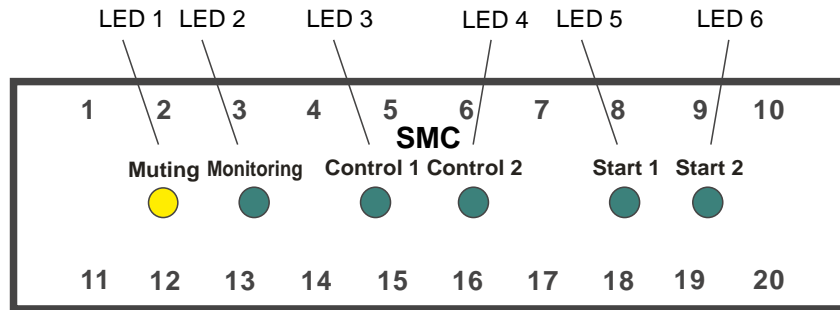 LED 1 LED 2 LED 3 LED 4 LED 5 LED 6
1 2 3 4 5 6 7 8 9 10
SMC
Muting Monitoring Control 1 Control 2 Start 1 Start 2
11 12 13 14 15 16 17 18 19 20